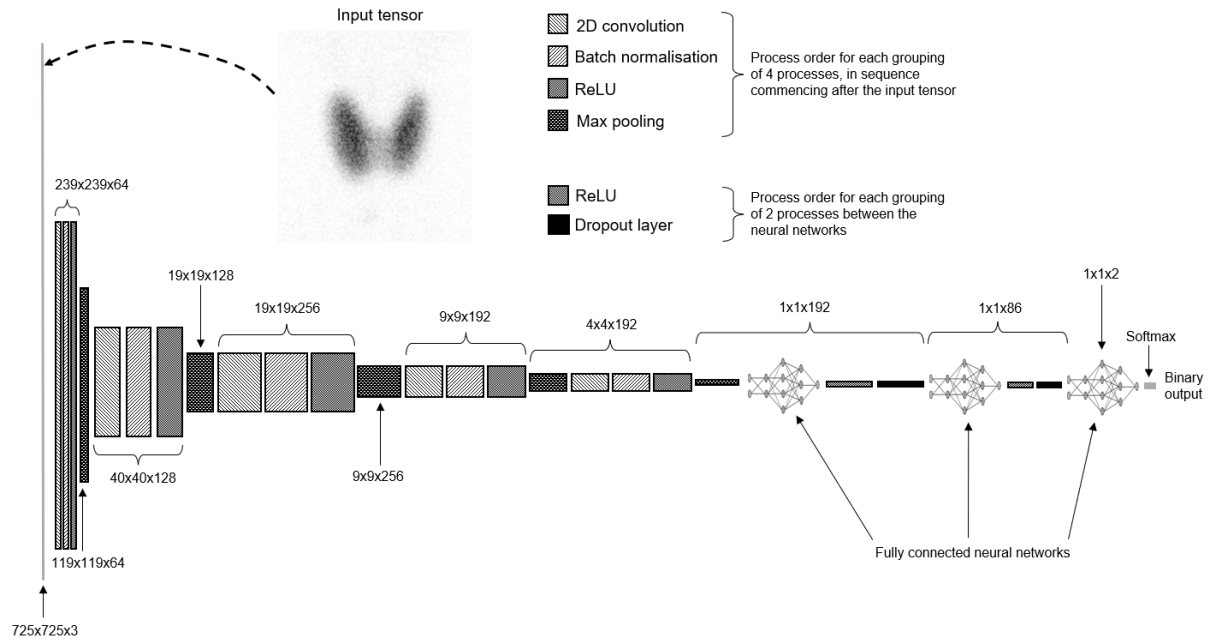 Input tensor
2D convolution
Batch normalisation
ReLU
Max pooling
Process order for each grouping
of 4 processes, in sequence
commencing after the input tensor
ReLU
Dropout layer
Process order for each grouping
of 2 processes between the
neural networks
239x239x64
19x19x128
19x19x256
9x9x192
4x4x192
1x1x192
1x1x86
1x1x2
Softmax
Binary
output
40x40x128
9x9x256
119x119x64
Fully connected neural networks
725x725x3